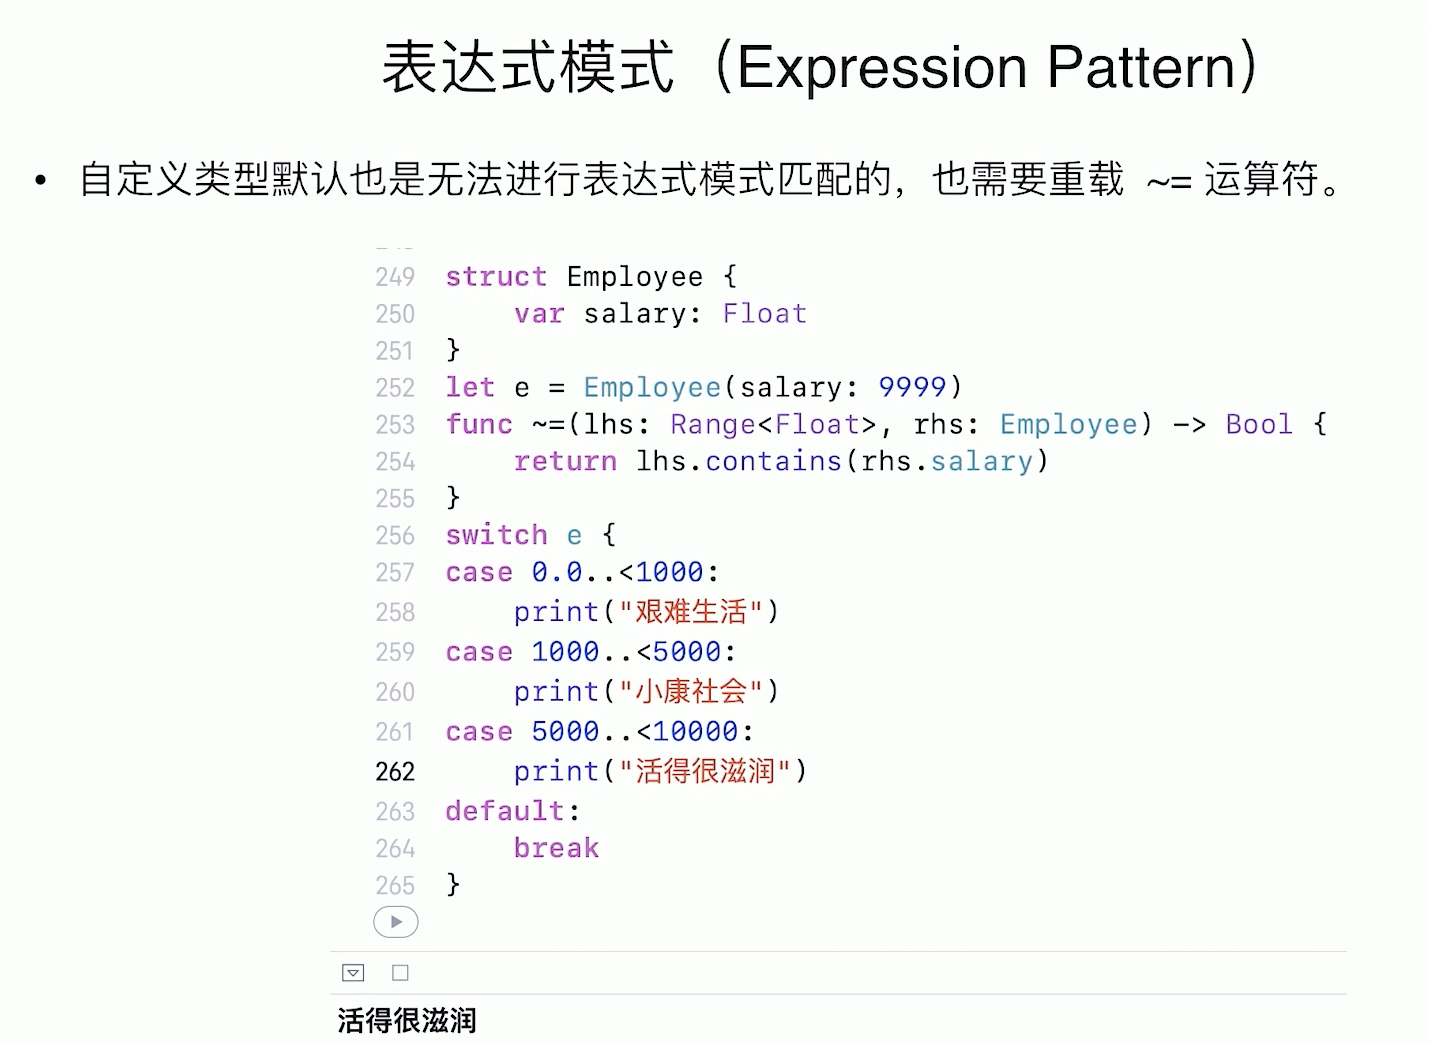 表达式模式（Expression Pattern）
• 自定义类型默认也是无法进行表达式模式匹配的，也需要重载 ~= 运算符。
249 struct Employee {
250     var salary: Float
251 }
252 let e = Employee(salary: 9999)
253 func ~=(lhs: Range<Float>, rhs: Employee) -> Bool {
254     return lhs.contains(rhs.salary)
255 }
256 switch e {
257 case 0.0..<1000:
258     print("艰难生活")
259 case 1000..<5000:
260     print("小康社会")
261 case 5000..<10000:
262     print("活得很滋润")
263 default:
264     break
265 }
活得很滋润